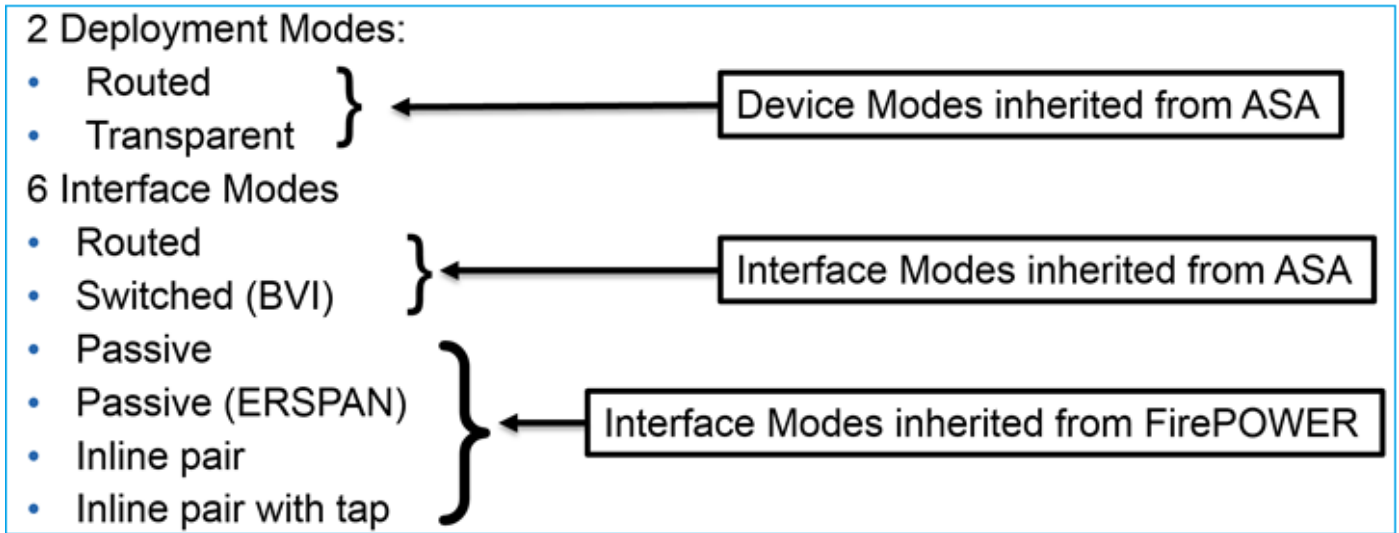 2 Deployment Modes:
• Routed
• Transparent
Device Modes inherited from ASA
6 Interface Modes
• Routed
• Switched (BVI)
Interface Modes inherited from ASA
• Passive
• Passive (ERSPAN)
• Inline pair
• Inline pair with tap
Interface Modes inherited from FirePOWER